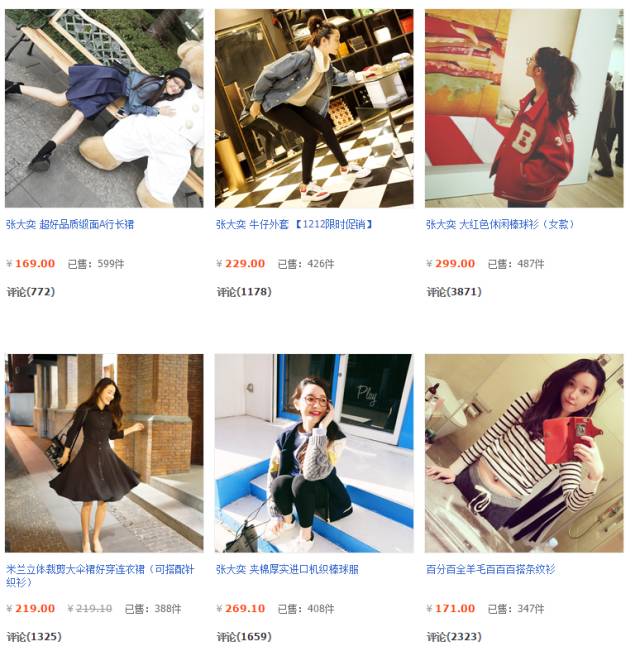 B
38
张大奕 超好品质缎面A行长裙
张大奕 牛仔外套 【1212限时促销】
张大奕 大红色休闲棒球衫（女款）
¥ 169.00 已售：599件
¥ 229.00 已售：426件
¥ 299.00 已售：487件
评论(772)
评论(1178)
评论(3871)
Play
米兰立体裁剪大伞裙好穿连衣裙（可搭配针
织衫）
张大奕 夹棉厚实进口机织棒球服
百分百全羊毛百百百搭条纹衫
¥ 219.00 ¥ 219.10 已售：388件
¥ 269.10 已售：408件
¥ 171.00 已售：347件
评论(1325)
评论(1659)
评论(2323)